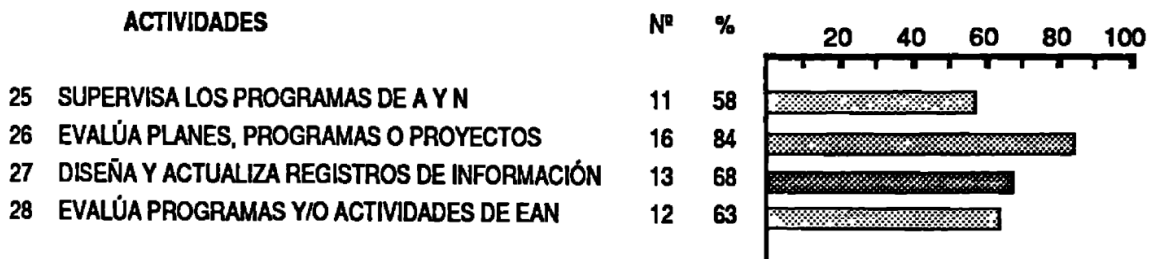 ACTIVIDADES Nº % 20 40 60 80 100
25 SUPERVISA LOS PROGRAMAS DE A Y N 11 58
26 EVALÚA PLANES, PROGRAMAS O PROYECTOS 16 84
27 DISEÑA Y ACTUALIZA REGISTROS DE INFORMACIÓN 13 68
28 EVALÚA PROGRAMAS Y/O ACTIVIDADES DE EAN 12 63